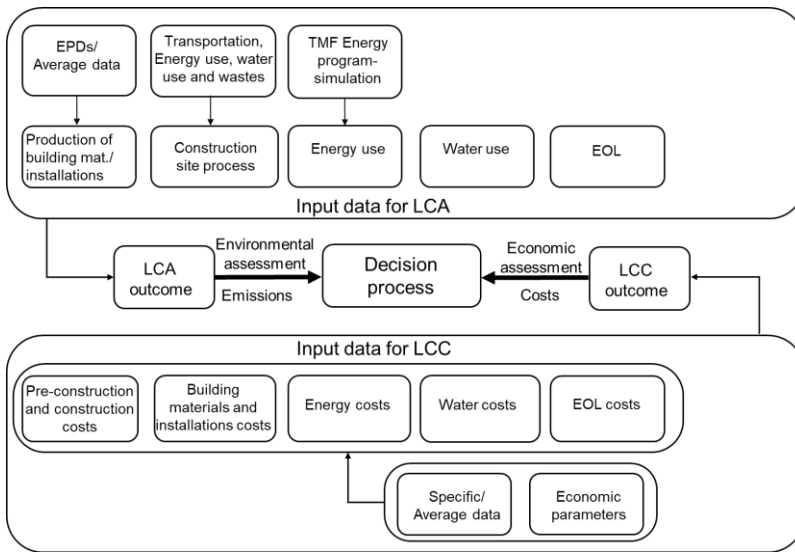 EPDs/
Average data
Transportation,
Energy use, water
use and wastes
TMF Energy
program-
simulation
Production of
building mat./
installations
Construction
site process
Energy use
Water use
EOL
Input data for LCA
LCA
outcome
Environmental
assessment
Emissions
Decision
process
Economic
assessment
Costs
LCC
outcome
Input data for LCC
Pre-construction
and construction
costs
Building
materials and
installations costs
Energy costs
Water costs
EOL costs
Specific/
Average data
Economic
parameters